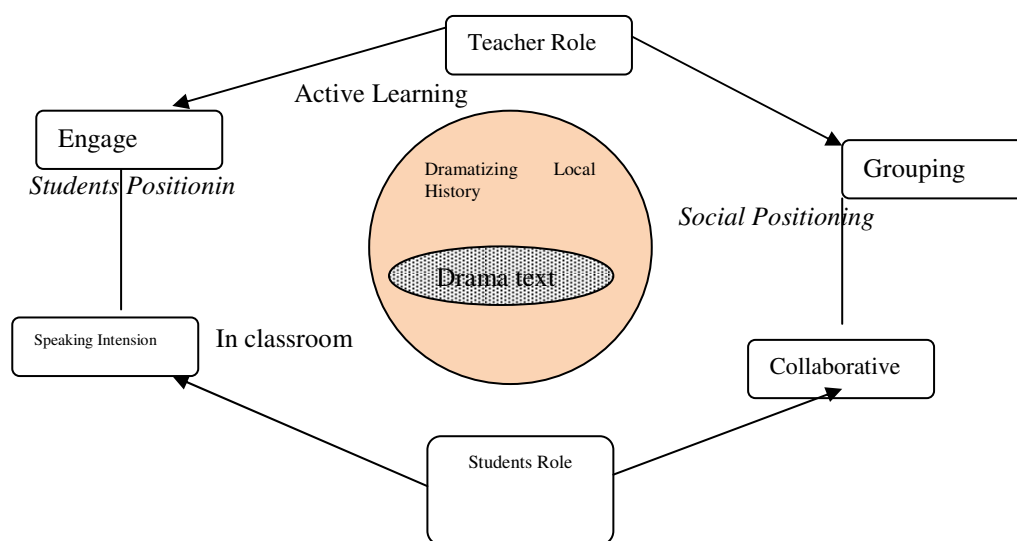 Teacher Role
Active Learning
Engage
Students Positionin
Dramatizing Local
History
Grouping
Social Positioning
Drama text
Speaking Intension
In classroom
Collaborative
Students Role